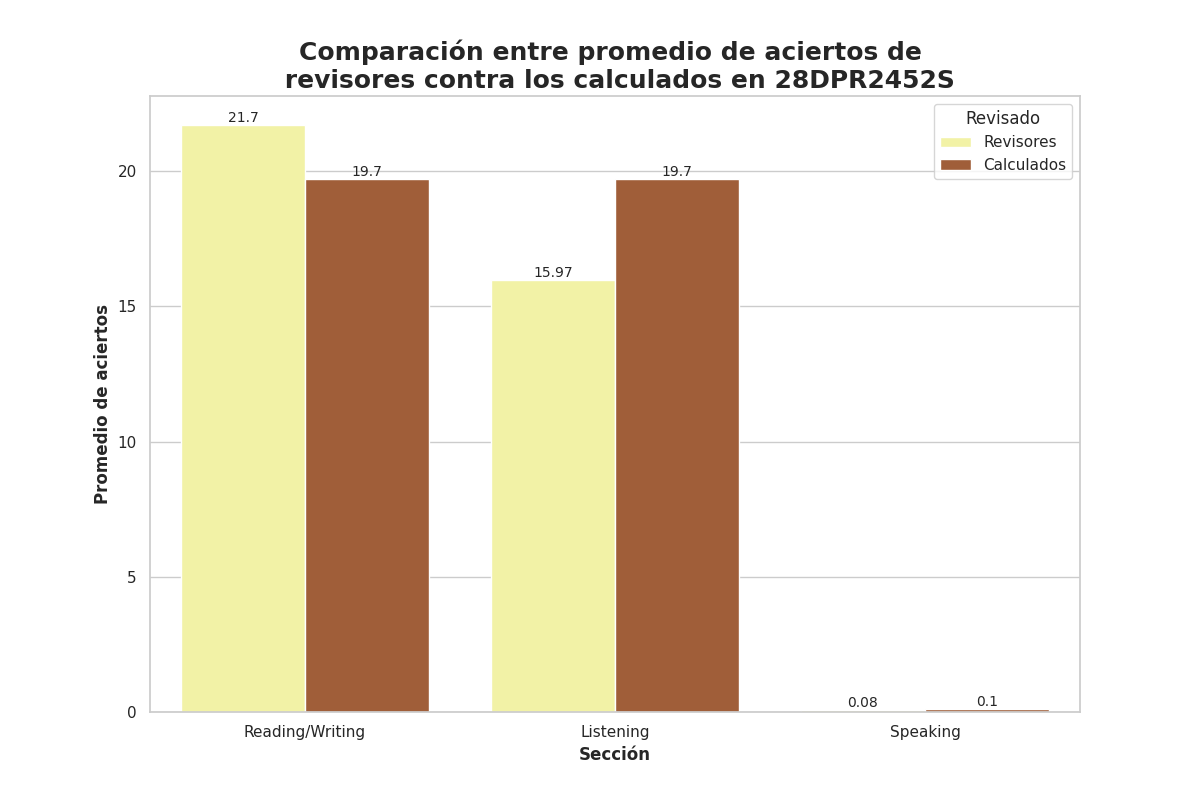 Comparación entre promedio de aciertos de
revisores contra los calculados en 28DPR2452S
Revisado
Revisores
Calculados
21.7
19.7
15.97
19.7
0.08
0.1
20
15
10
5
0
Promedio de aciertos
Reading/Writing
Listening
Speaking
Sección